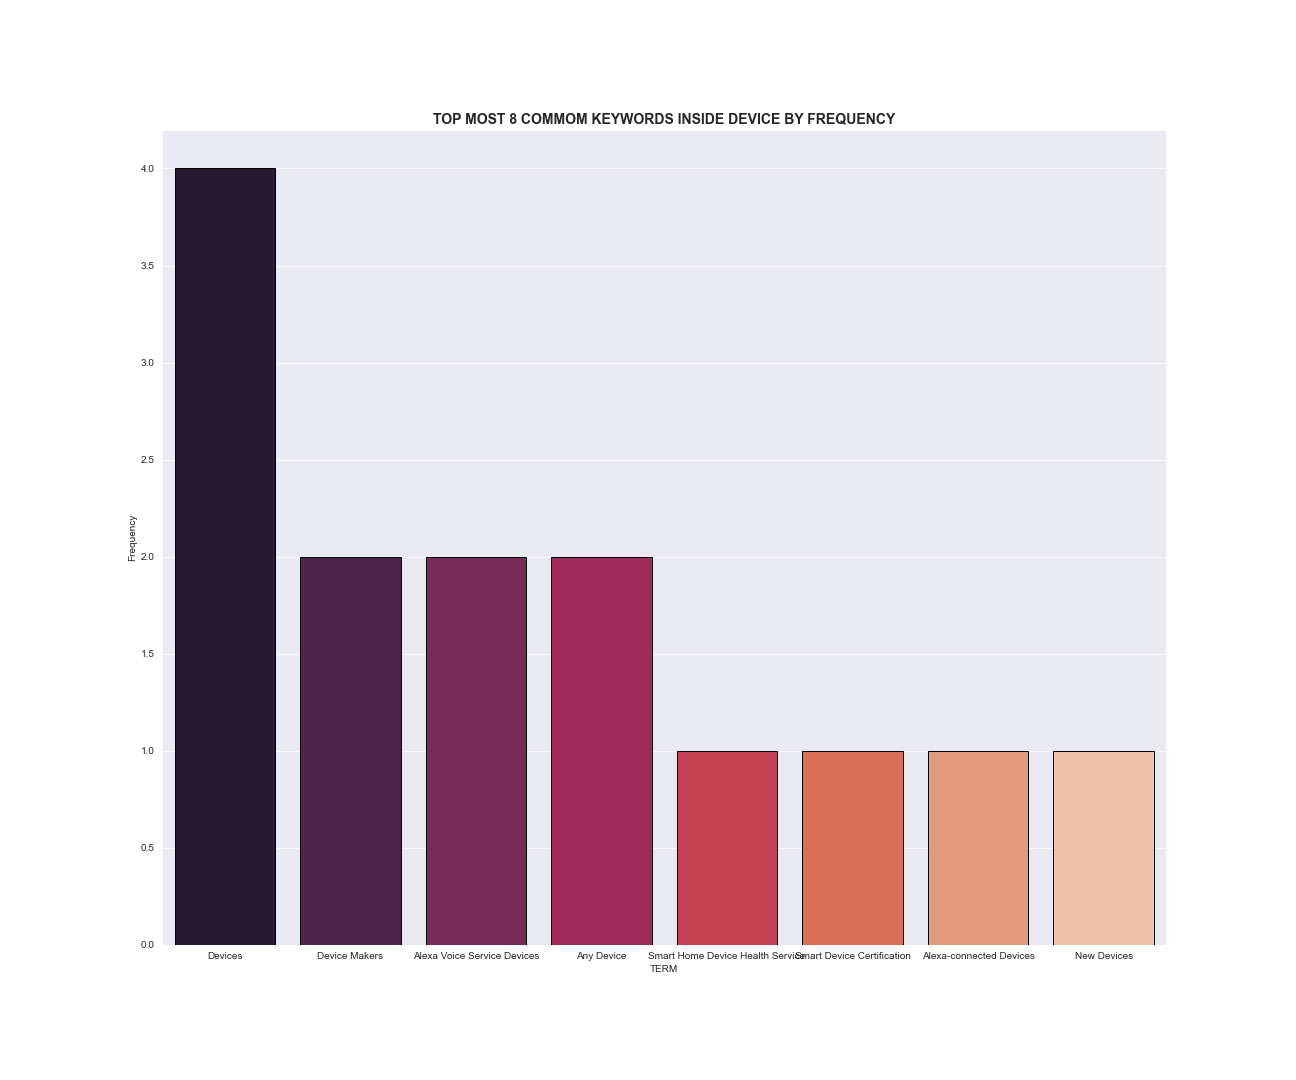 TOP MOST 8 COMMOM KEYWORDS INSIDE DEVICE BY FREQUENCY
4.0
3.5
3.0
2.5
2.0
1.5
1.0
0.5
0.0
Frequency
Devices
Device Makers
Alexa Voice Service Devices
Any Device
Smart Home Device Health Service
Smart Device Certification
Alexa-connected Devices
New Devices
TERM